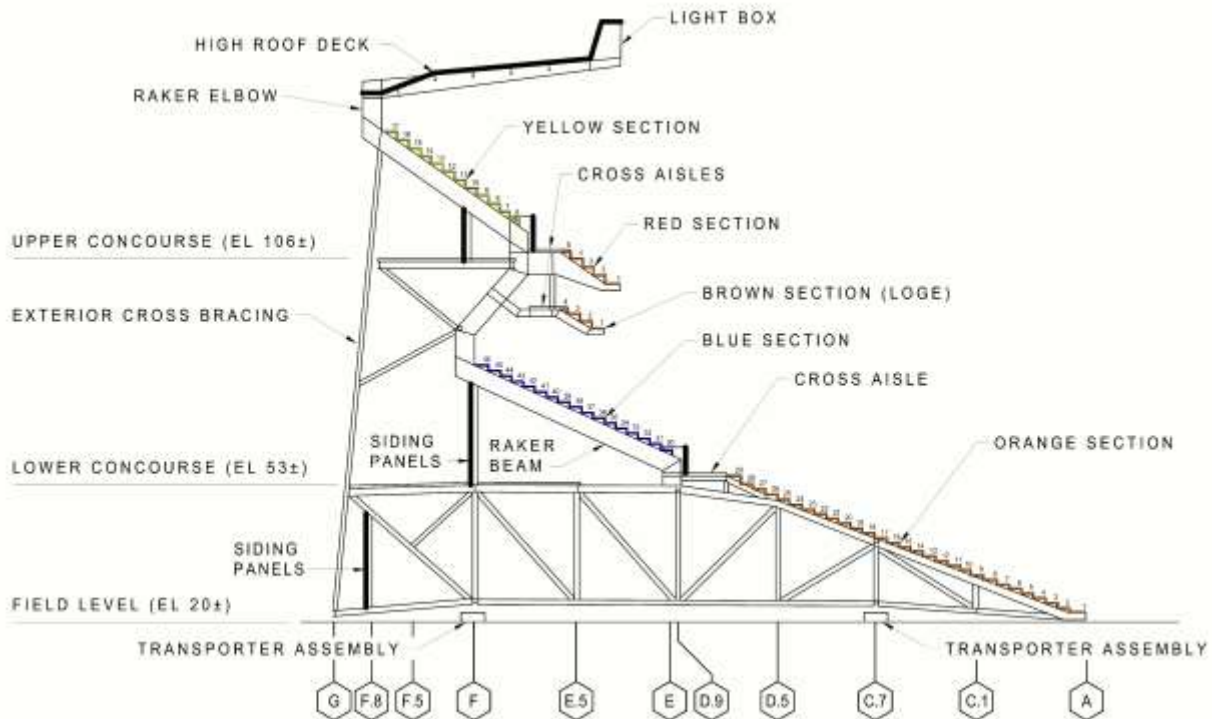 LIGHT BOX
HIGH ROOF DECK
RAKER ELBOW
YELLOW SECTION
CROSS AISLES
RED SECTION
UPPER CONCOURSE (EL 106±)
BROWN SECTION (LOGE)
EXTERIOR CROSS BRACING
BLUE SECTION
CROSS AISLE
SIDING
PANELS
RAKER
BEAM
ORANGE SECTION
LOWER CONCOURSE (EL 53±)
SIDING
PANELS
FIELD LEVEL (EL 20±)
TRANSPORTER ASSEMBLY
TRANSPORTER ASSEMBLY
G F.8 F.5 F E.5 E D.9 D.5 C.7 C.1 A